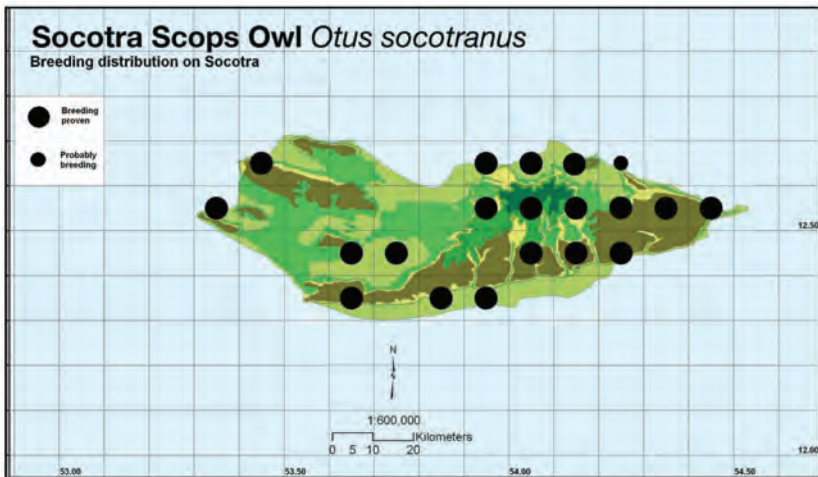 Socotra Scops Owl Otus socotranus
Breeding distribution on Socotra
Breeding
proven
Probably
breeding
12.50
N
1:600,000
Kilometers
0 5 10 20
12.00
53.00 53.50 54.00 54.50